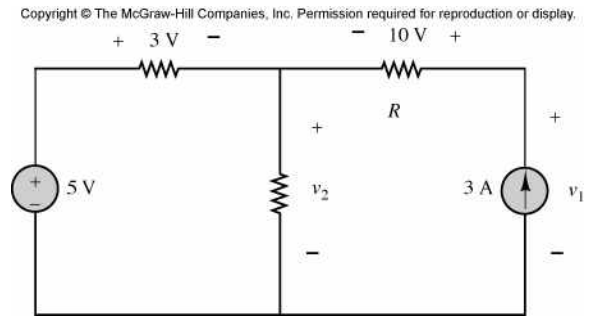 Copyright © The McGraw-Hill Companies, Inc. Permission required for reproduction or display.
+ 3 V − − 10 V +
R
+ +
+ 5 V v₂ 3 A v₁
−
− −